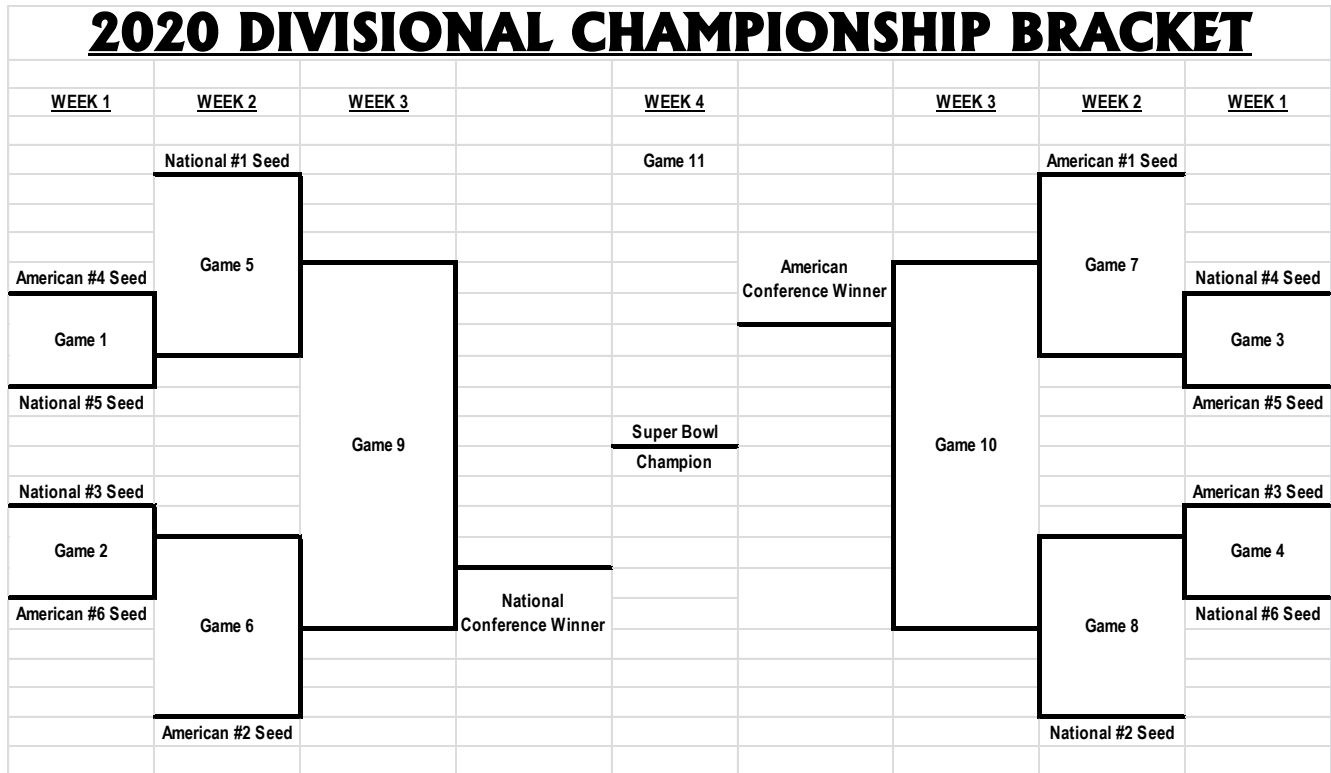 2020 DIVISIONAL CHAMPIONSHIP BRACKET
WEEK 1
WEEK 2
WEEK 3
WEEK 4
WEEK 3
WEEK 2
WEEK 1
National #1 Seed
Game 11
American #1 Seed
Game 5
American
Conference Winner
Game 7
American #4 Seed
National #4 Seed
Game 1
Game 3
National #5 Seed
American #5 Seed
Game 9
Super Bowl
Champion
Game 10
National #3 Seed
American #3 Seed
Game 2
Game 4
American #6 Seed
National #6 Seed
Game 6
National
Conference Winner
Game 8
American #2 Seed
National #2 Seed